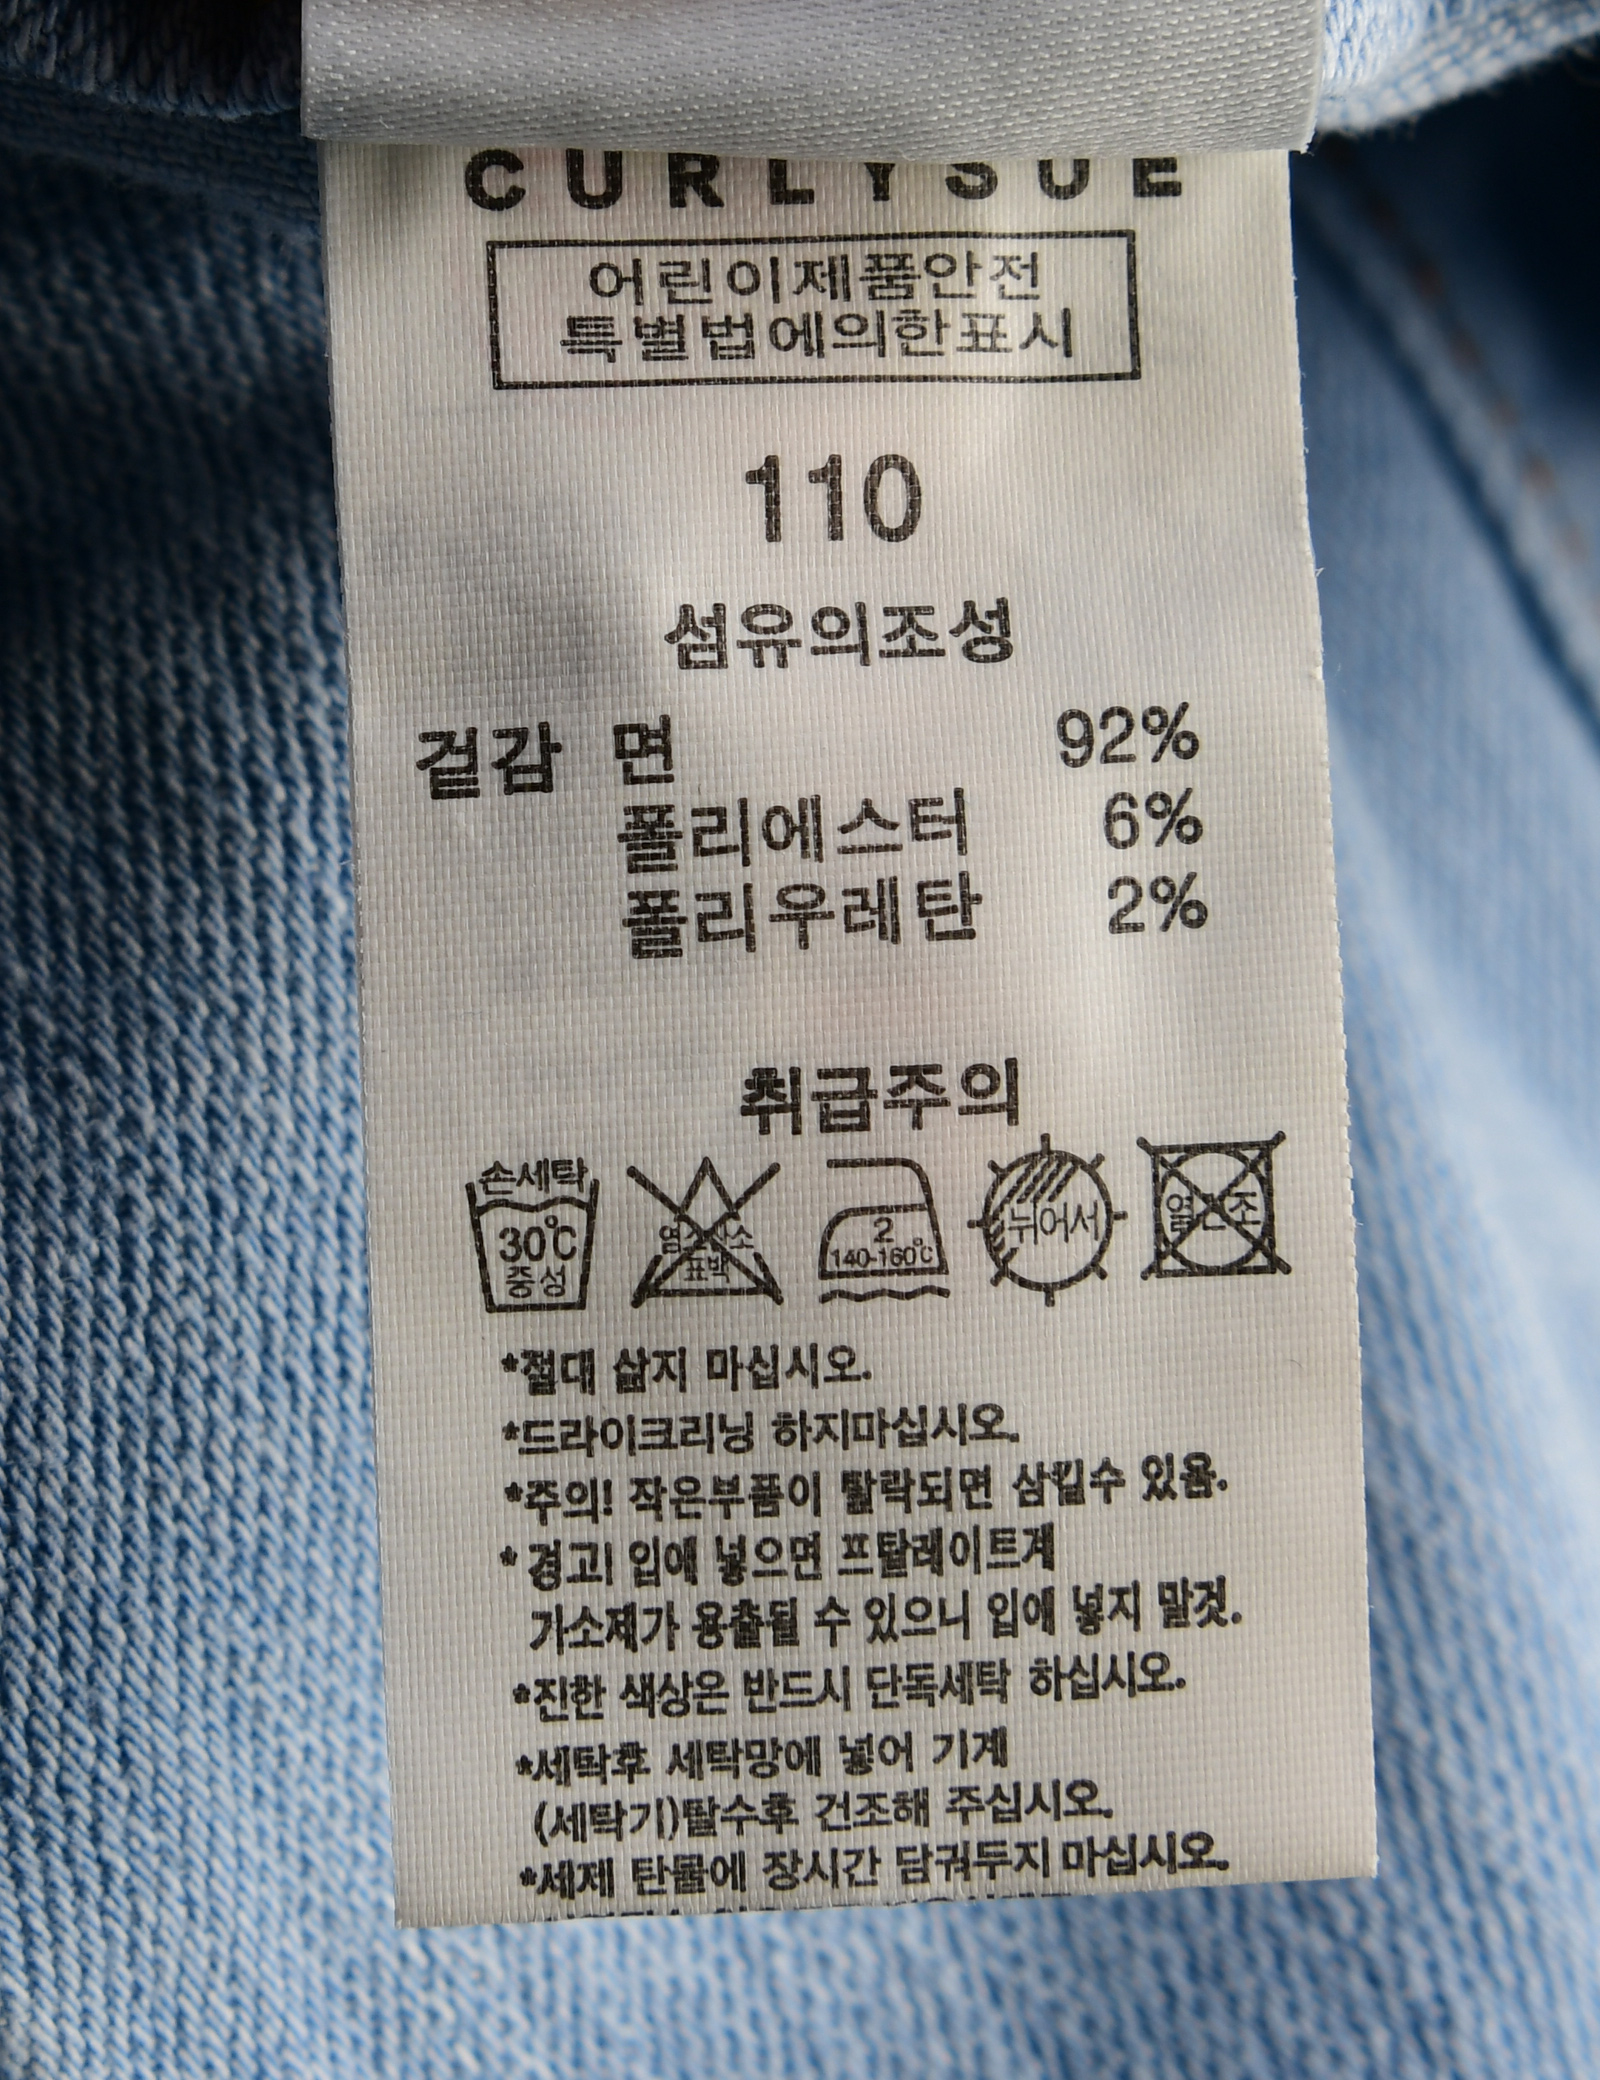 CURLYSUE
어린이제품안전
특별법에의한표시
110
섬유의조성
겉감 면 92%
폴리에스터 6%
폴리우레탄 2%
취급주의
손세탁
30℃
중성
염소산소
표백
2
140-160℃
뉘어서
열건조
*절대 삶지 마십시오.
*드라이크리닝 하지마십시오.
*주의! 작은부품이 탈락되면 삼킬수 있음.
* 경고! 입에 넣으면 프탈레이트계
가소제가 용출될 수 있으니 입에 넣지 말것.
*진한 색상은 반드시 단독세탁 하십시오.
*세탁후 세탁망에 넣어 기계
(세탁기)탈수후 건조해 주십시오.
*세제 탄물에 장시간 담궈두지 마십시오.